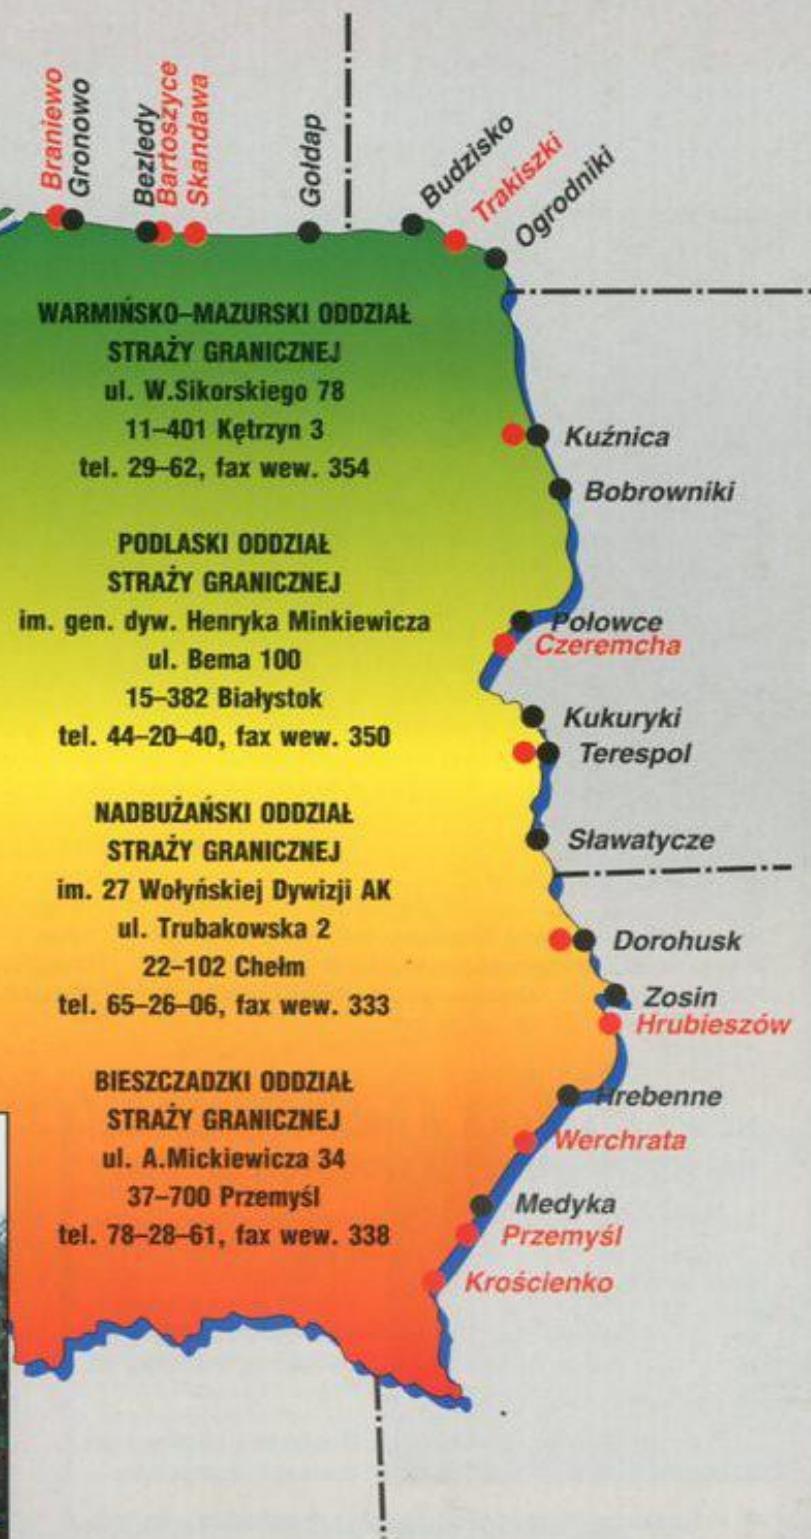 Braniewo
Gronowo
Bezledy
Bartoszyce
Skandawa
Gołdap
Budzisko
Trakiszki
Ogrodniki
WARMIŃSKO–MAZURSKI ODDZIAŁ
STRAŻY GRANICZNEJ
ul. W.Sikorskiego 78
11–401 Kętrzyn 3
tel. 29–62, fax wew. 354
Kuźnica
Bobrowniki
PODLASKI ODDZIAŁ
STRAŻY GRANICZNEJ
im. gen. dyw. Henryka Minkiewicza
ul. Bema 100
15–382 Białystok
tel. 44–20–40, fax wew. 350
Połowce
Czeremcha
Kukuryki
Terespol
NADBUŻAŃSKI ODDZIAŁ
STRAŻY GRANICZNEJ
im. 27 Wołyńskiej Dywizji AK
ul. Trubakowska 2
22–102 Chełm
tel. 65–26–06, fax wew. 333
Sławatycze
Dorohusk
Zosin
Hrubieszów
BIESZCZADZKI ODDZIAŁ
STRAŻY GRANICZNEJ
ul. A.Mickiewicza 34
37–700 Przemyśl
tel. 78–28–61, fax wew. 338
Hrebenne
Werchrata
Medyka
Przemyśl
Krościenko